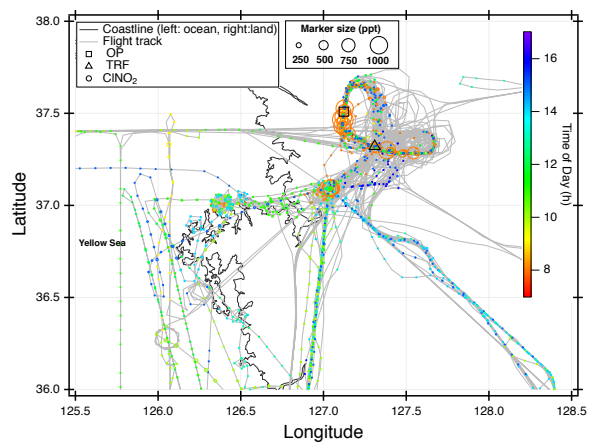 Coastline (left: ocean, right:land)
Flight track
OP
TRF
ClNO2
Marker size (ppt)
250 500 750 1000
38.0
37.5
37.0
36.5
36.0
Latitude
Yellow Sea
125.5 126.0 126.5 127.0 127.5 128.0 128.5
Longitude
16
14
12
10
8
Time of Day (h)